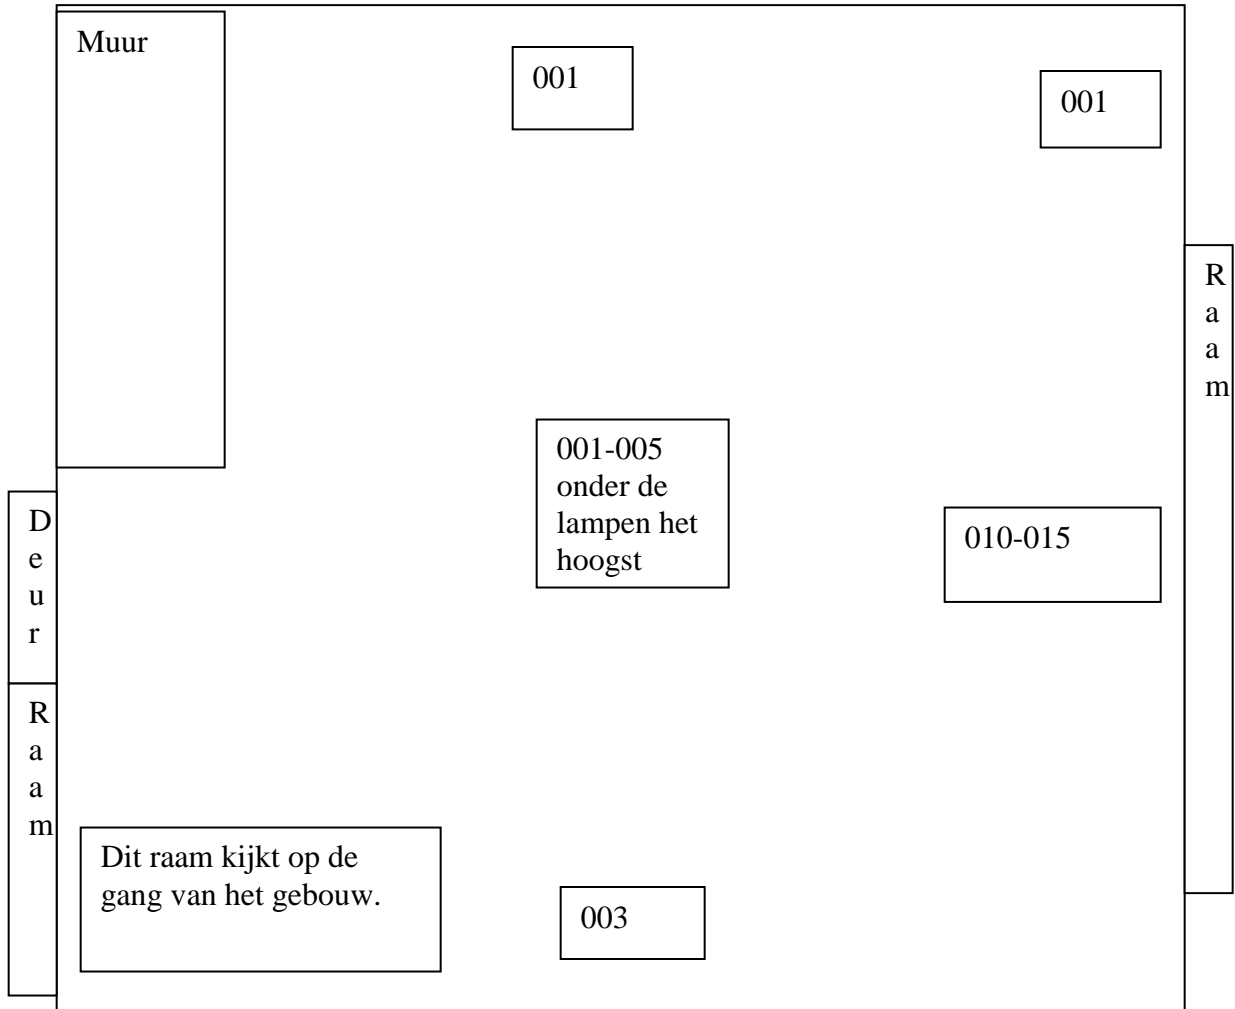 Muur
001
001
R
a
a
m
001-005
onder de
lampen het
hoogst
010-015
D
e
u
r
R
a
a
m
Dit raam kijkt op de
gang van het gebouw.
003